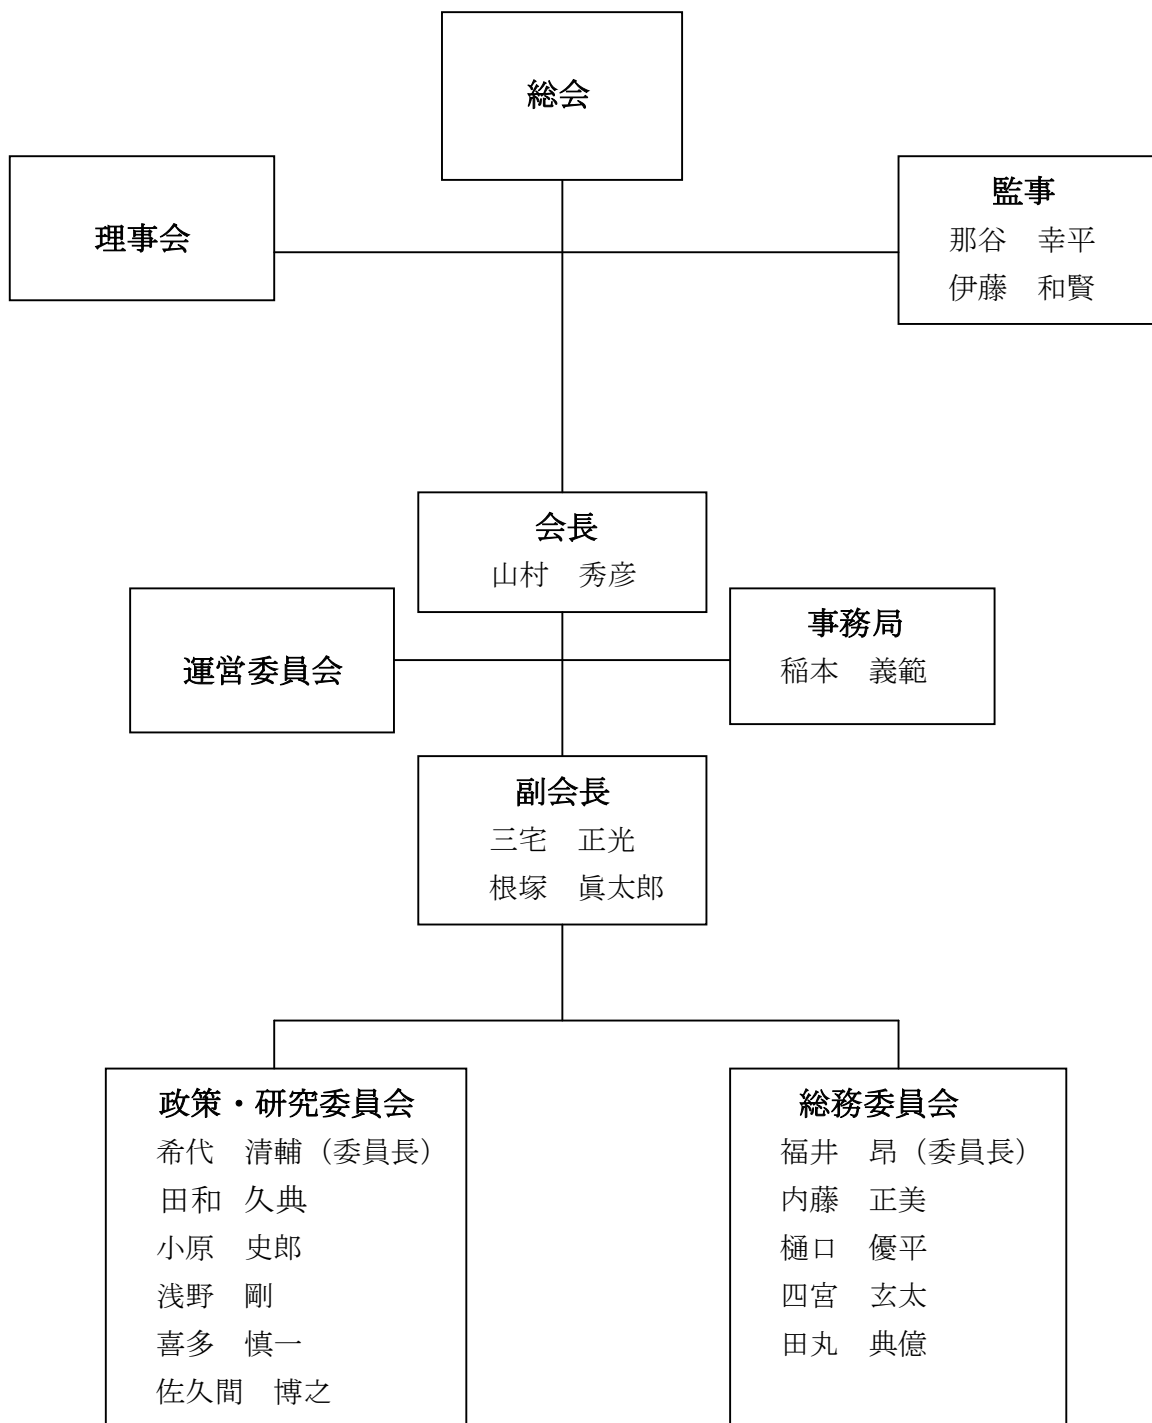 総会
理事会
監事
那谷　幸平
伊藤　和賢
会長
山村　秀彦
運営委員会
事務局
稲本　義範
副会長
三宅　正光
根塚　眞太郎
政策・研究委員会
希代　清輔（委員長）
田和　久典
小原　史郎
浅野　剛
喜多　慎一
佐久間　博之
総務委員会
福井　昂（委員長）
内藤　正美
樋口　優平
四宮　玄太
田丸　典億